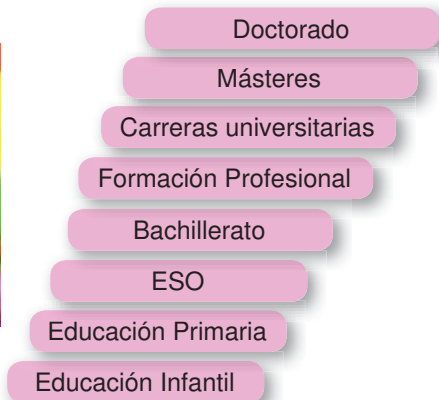 Doctorado
Másteres
Carreras universitarias
Formación Profesional
Bachillerato
ESO
Educación Primaria
Educación Infantil